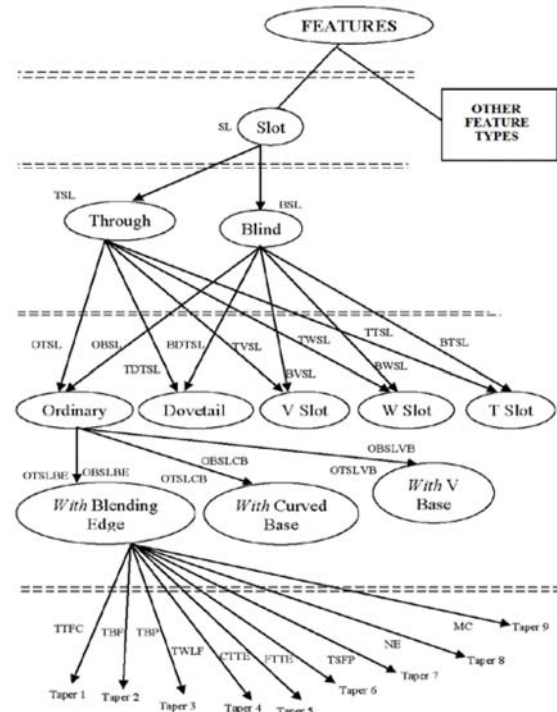 FEATURES
OTHER
FEATURE
TYPES
SL
Slot
TSL
BSL
Through
Blind
OTSL
OBSL
BDTSL
TVSL
TWSL
TTSL
BTSL
TDTSL
BVSL
BWSL
Ordinary
Dovetail
V Slot
W Slot
T Slot
OTSLBE
OBSLBE
OBSLCB
OTSLCB
OBSLVB
OTSLVB
With Blending
Edge
With Curved
Base
With V
Base
TTFC
TBF
TBP
TWLF
CTTE
FTTE
TSFP
NE
MC
Taper 1
Taper 2
Taper 3
Taper 4
Taper 5
Taper 6
Taper 7
Taper 8
Taper 9